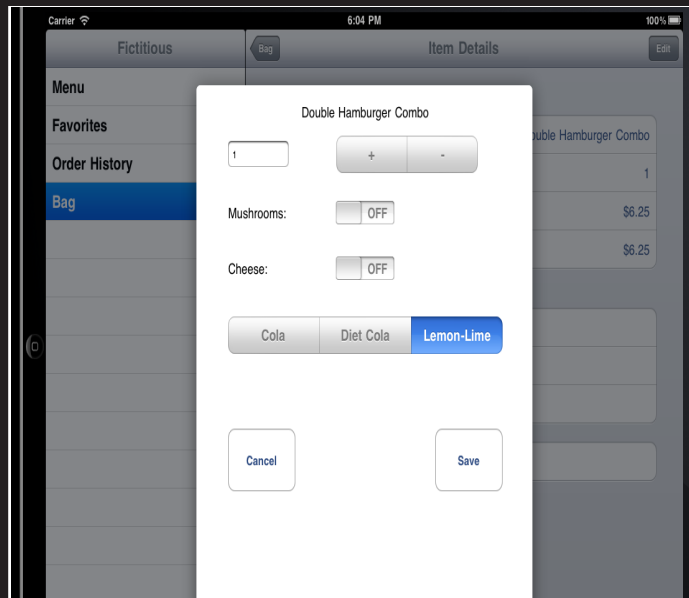 Carrier 6:04 PM 100%
Fictitious Bag Item Details Edit
Menu
Favorites
Order History
Bag
Double Hamburger Combo
1 + -
Mushrooms: OFF
Cheese: OFF
Cola Diet Cola Lemon-Lime
Cancel Save
Hamburger Combo
1
$6.25
$6.25